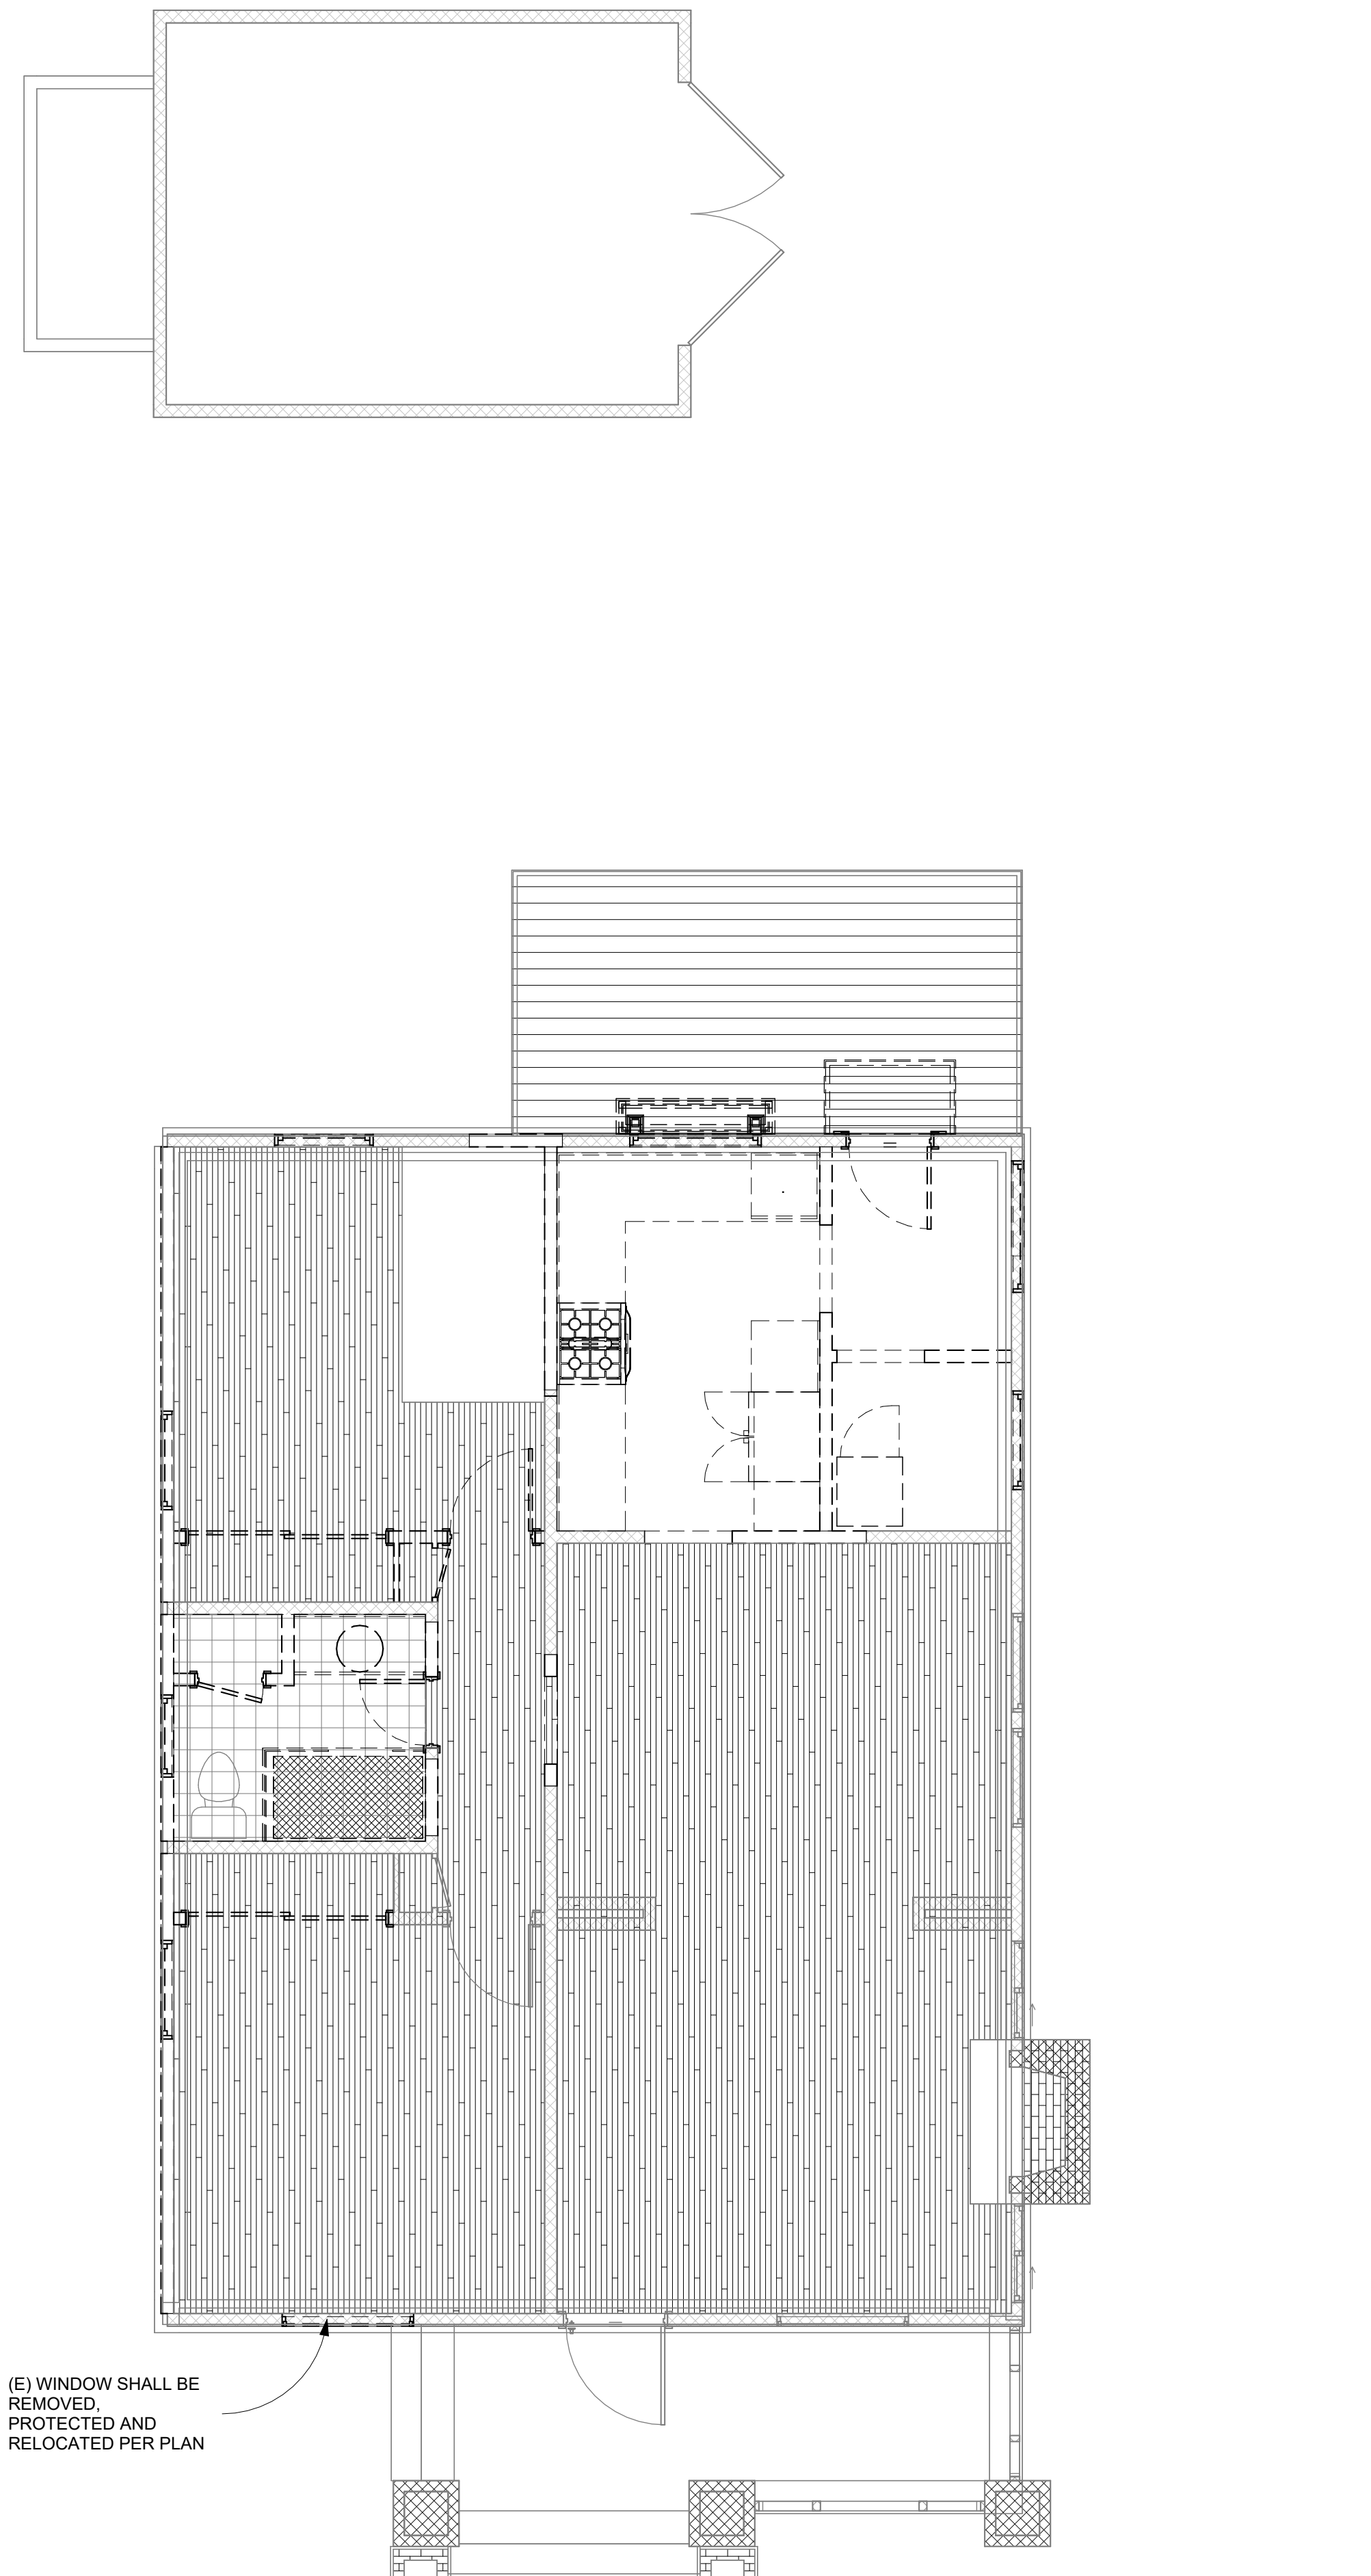 (E) WINDOW SHALL BE
REMOVED,
PROTECTED AND
RELOCATED PER PLAN